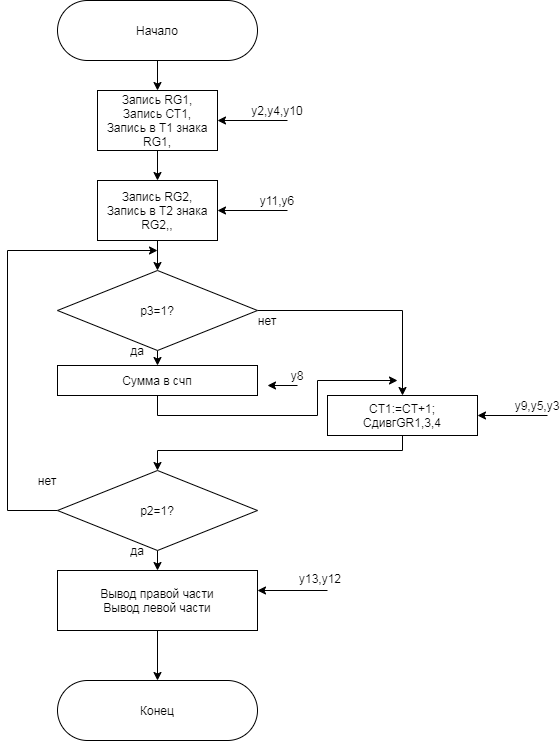 Начало
Запись RG1,
Запись CT1,
Запись в T1 знака
RG1,
y2,y4,y10
Запись RG2,
Запись в T2 знака
RG2,,
y11,y6
p3=1?
нет
да
Сумма в счп
y8
CT1:=CT+1;
СдивгGR1,3,4
y9,y5,y3
нет
p2=1?
да
Вывод правой части
Вывод левой части
y13,y12
Конец